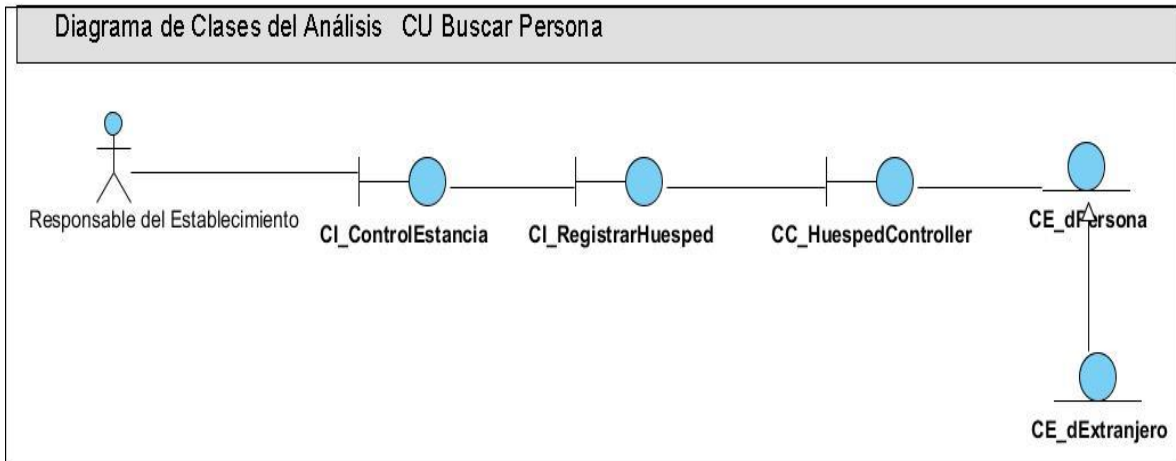 Diagrama de Clases del Análisis CU Buscar Persona
Responsable del Establecimiento
CI_ControlEstancia
CI_RegistrarHuesped
CC_HuespedController
CE_dPersona
CE_dExtranjero